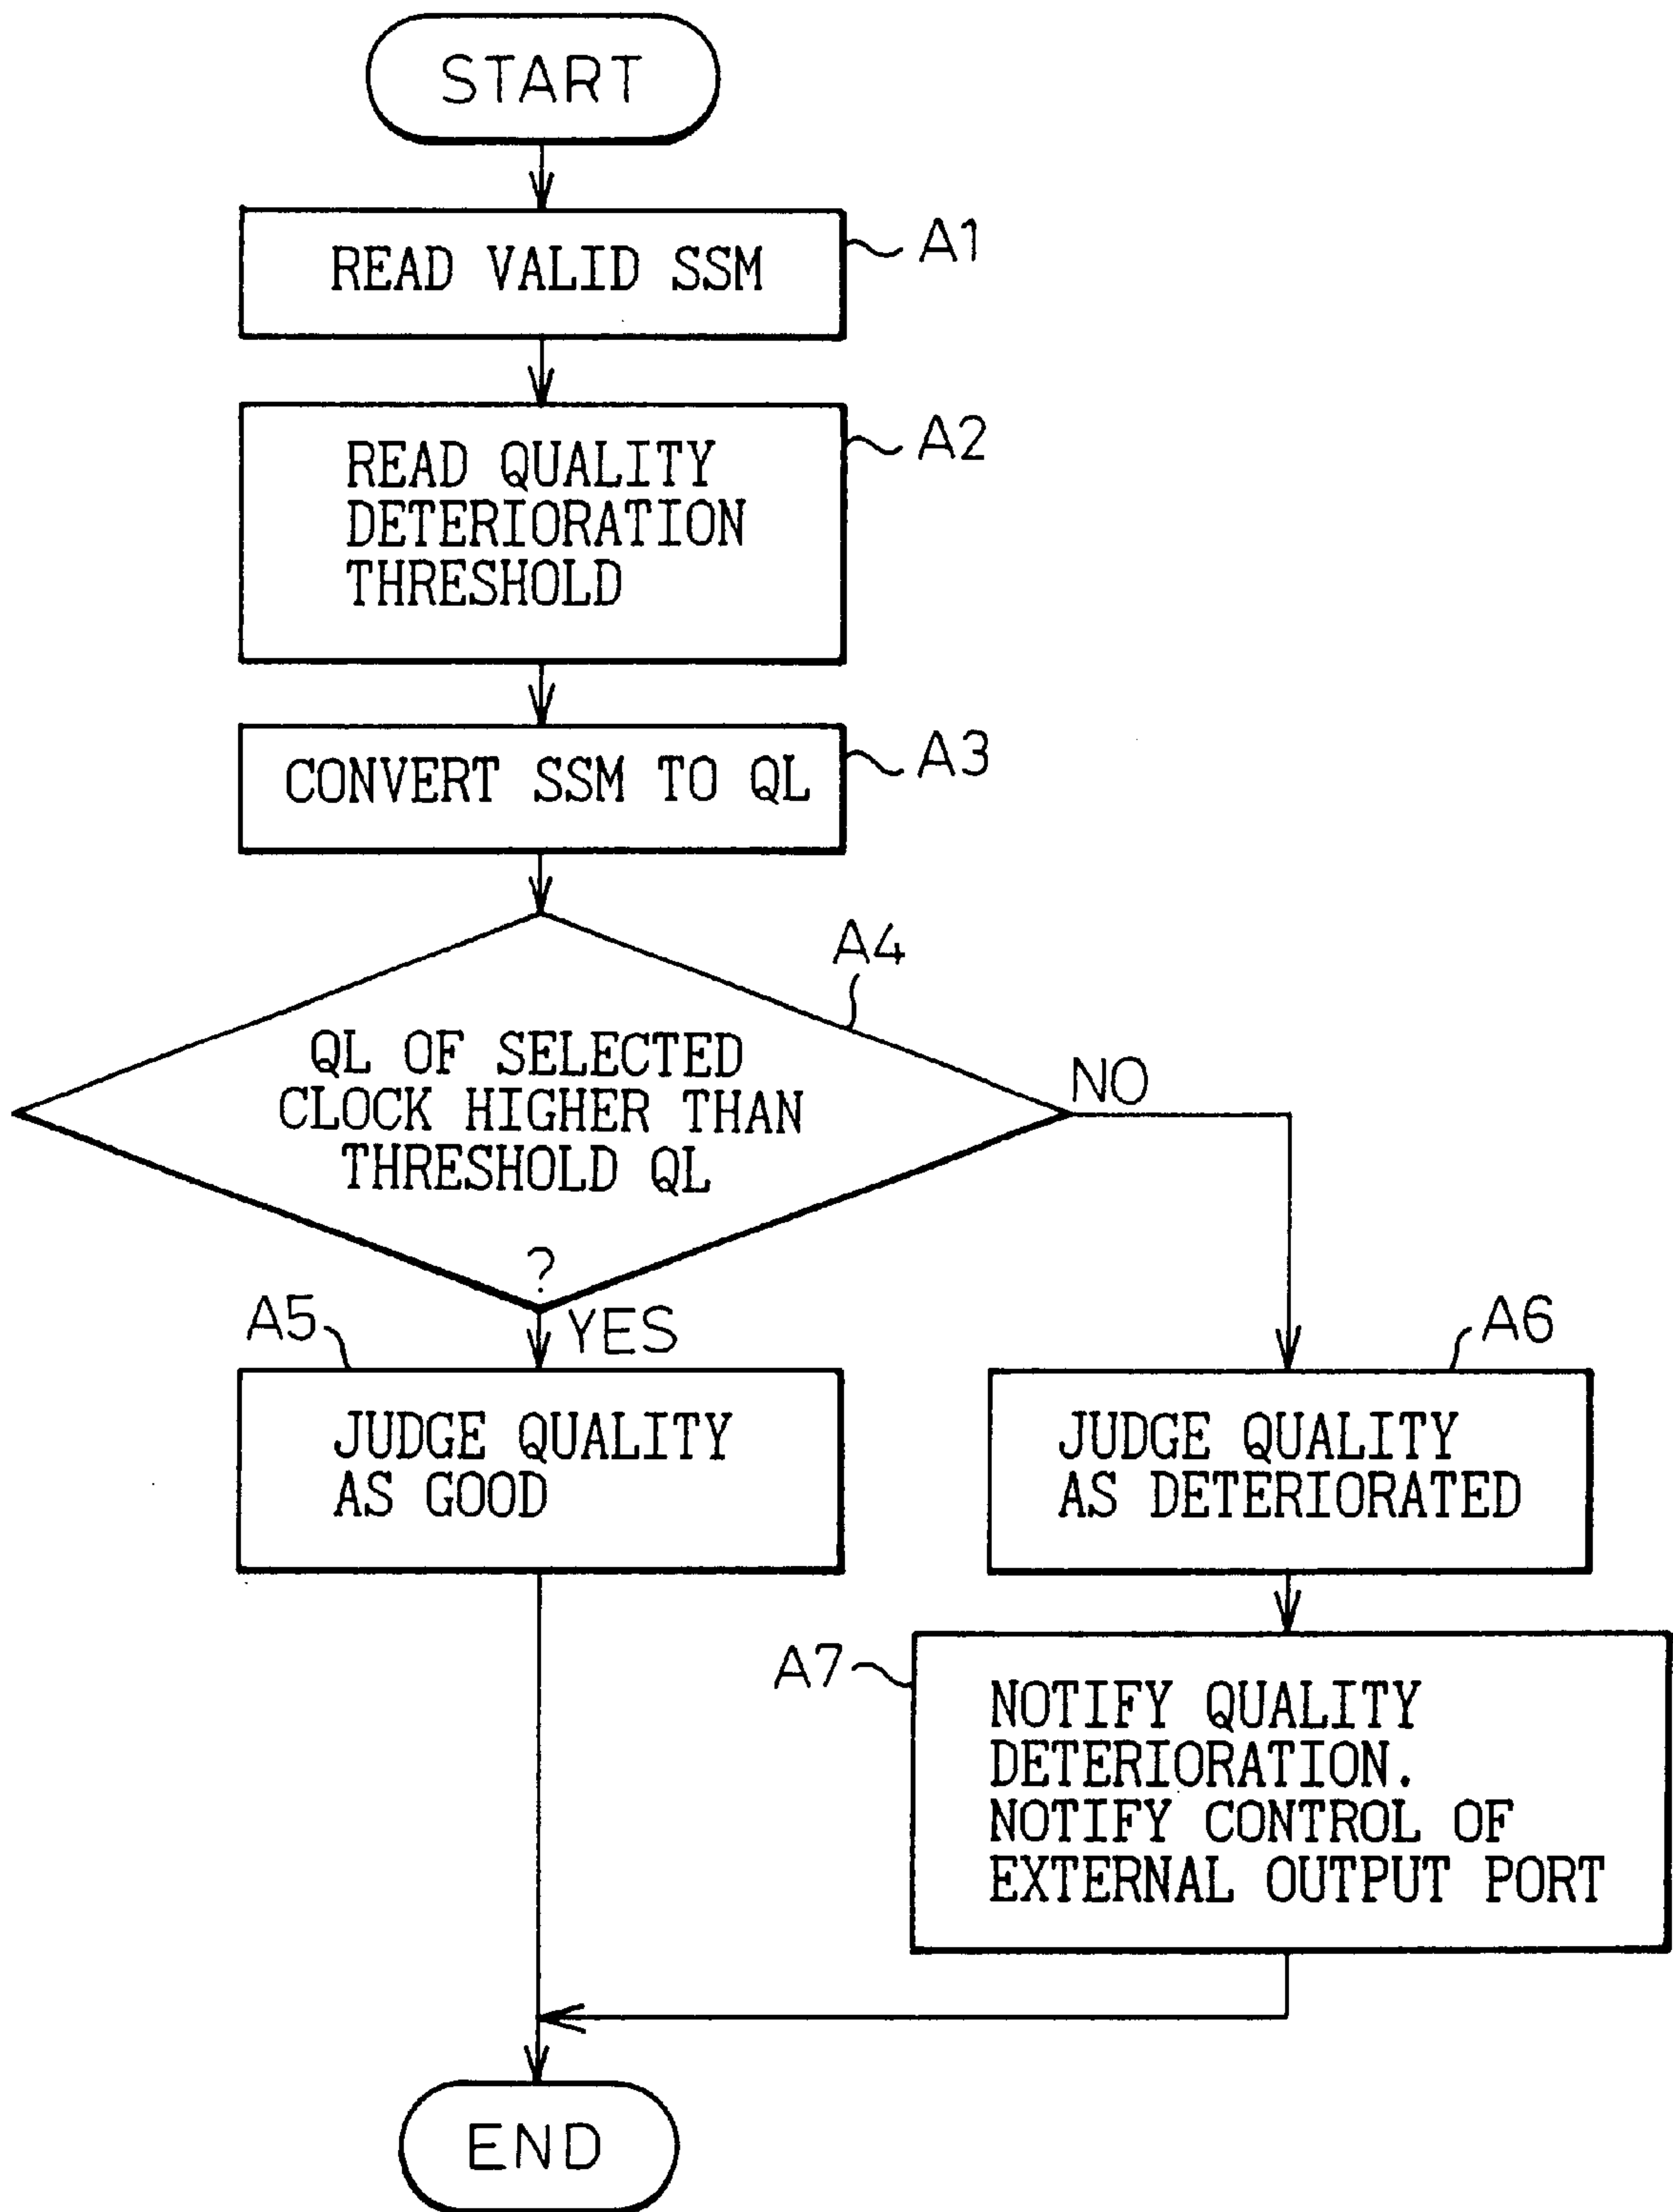 START
READ VALID SSM
A1
READ QUALITY
DETERIORATION
THRESHOLD
A2
CONVERT SSM TO QL
A3
A4
QL OF SELECTED
CLOCK HIGHER THAN
THRESHOLD QL
?
NO
YES
A5
JUDGE QUALITY
AS GOOD
A6
JUDGE QUALITY
AS DETERIORATED
A7
NOTIFY QUALITY
DETERIORATION.
NOTIFY CONTROL OF
EXTERNAL OUTPUT PORT
END